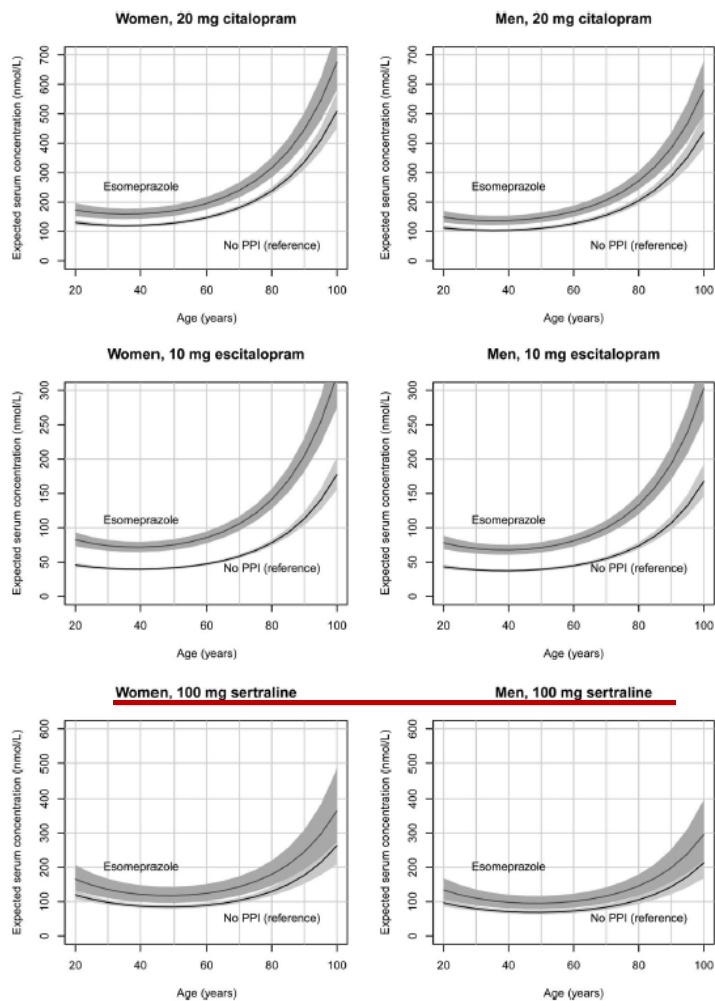 Women, 20 mg citalopram
Expected serum concentration (nmol/L)
700
600
500
400
300
200
100
0
Esomeprazole
No PPI (reference)
20
40
60
80
100
Age (years)
Men, 20 mg citalopram
Expected serum concentration (nmol/L)
700
600
500
400
300
200
100
0
Esomeprazole
No PPI (reference)
20
40
60
80
100
Age (years)
Women, 10 mg escitalopram
Expected serum concentration (nmol/L)
300
250
200
150
100
50
0
Esomeprazole
No PPI (reference)
20
40
60
80
100
Age (years)
Men, 10 mg escitalopram
Expected serum concentration (nmol/L)
300
250
200
150
100
50
0
Esomeprazole
No PPI (reference)
20
40
60
80
100
Age (years)
Women, 100 mg sertraline
Expected serum concentration (nmol/L)
600
500
400
300
200
100
0
Esomeprazole
No PPI (reference)
20
40
60
80
100
Age (years)
Men, 100 mg sertraline
Expected serum concentration (nmol/L)
600
500
400
300
200
100
0
Esomeprazole
No PPI (reference)
20
40
60
80
100
Age (years)